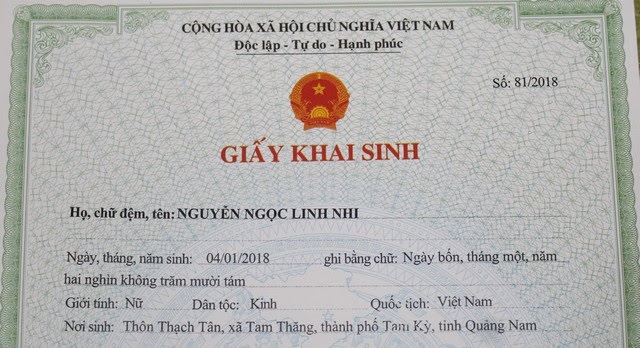 CỘNG HÒA XÃ HỘI CHỦ NGHĨA VIỆT NAM
Độc lập - Tự do - Hạnh phúc
Số: 81/2018
GIẤY KHAI SINH
Họ, chữ đệm, tên: NGUYỄN NGỌC LINH NHI
Ngày, tháng, năm sinh: 04/01/2018 ghi bằng chữ: Ngày bốn, tháng một, năm
hai nghìn không trăm mười tám
Giới tính: Nữ Dân tộc: Kinh Quốc tịch: Việt Nam
Nơi sinh: Thôn Thạch Tân, xã Tam Thăng, thành phố Tam Kỳ, tỉnh Quảng Nam